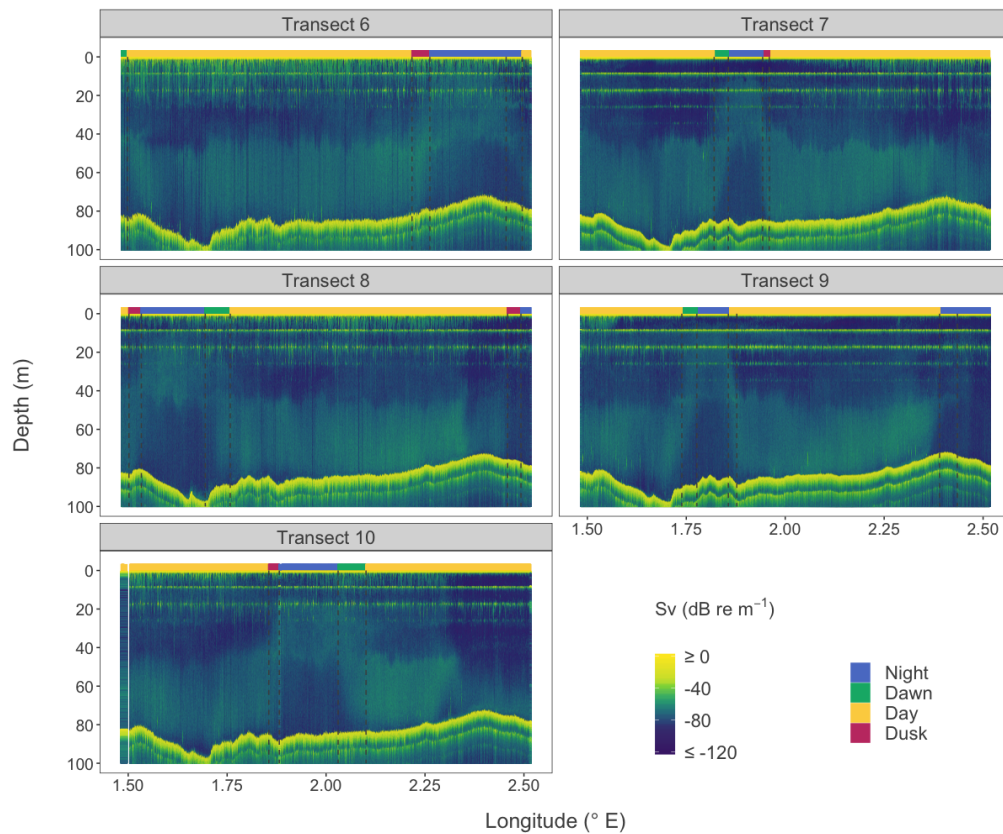 Transect 6
Transect 7
0
20
40
60
80
100
Transect 8
Transect 9
0
20
40
60
80
100
1.50 1.75 2.00 2.25 2.50
Transect 10
0
20
40
60
80
100
1.50 1.75 2.00 2.25 2.50
Depth (m)
Longitude (° E)
Sv (dB re m⁻¹)
≥ 0
-40
-80
≤ -120
Night
Dawn
Day
Dusk